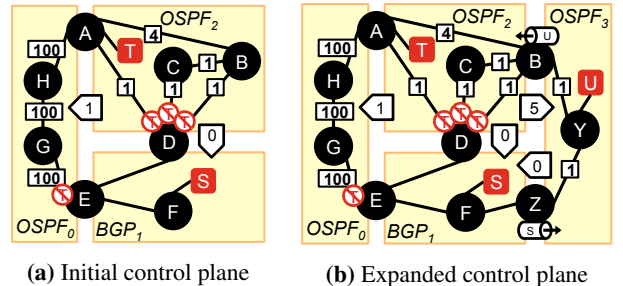 OSPF₂
A
4
T
100
H
C
1
B
1
1
1
100
1
T
T
T
G
D
0
100
T
S
E
F
OSPF₀
BGP₁
(a) Initial control plane
OSPF₂
OSPF₃
A
4
U
T
100
H
C
1
B
U
1
1
1
1
100
1
5
T
T
T
Y
G
D
0
100
S
0
1
T
E
F
Z
S
OSPF₀
BGP₁
(b) Expanded control plane